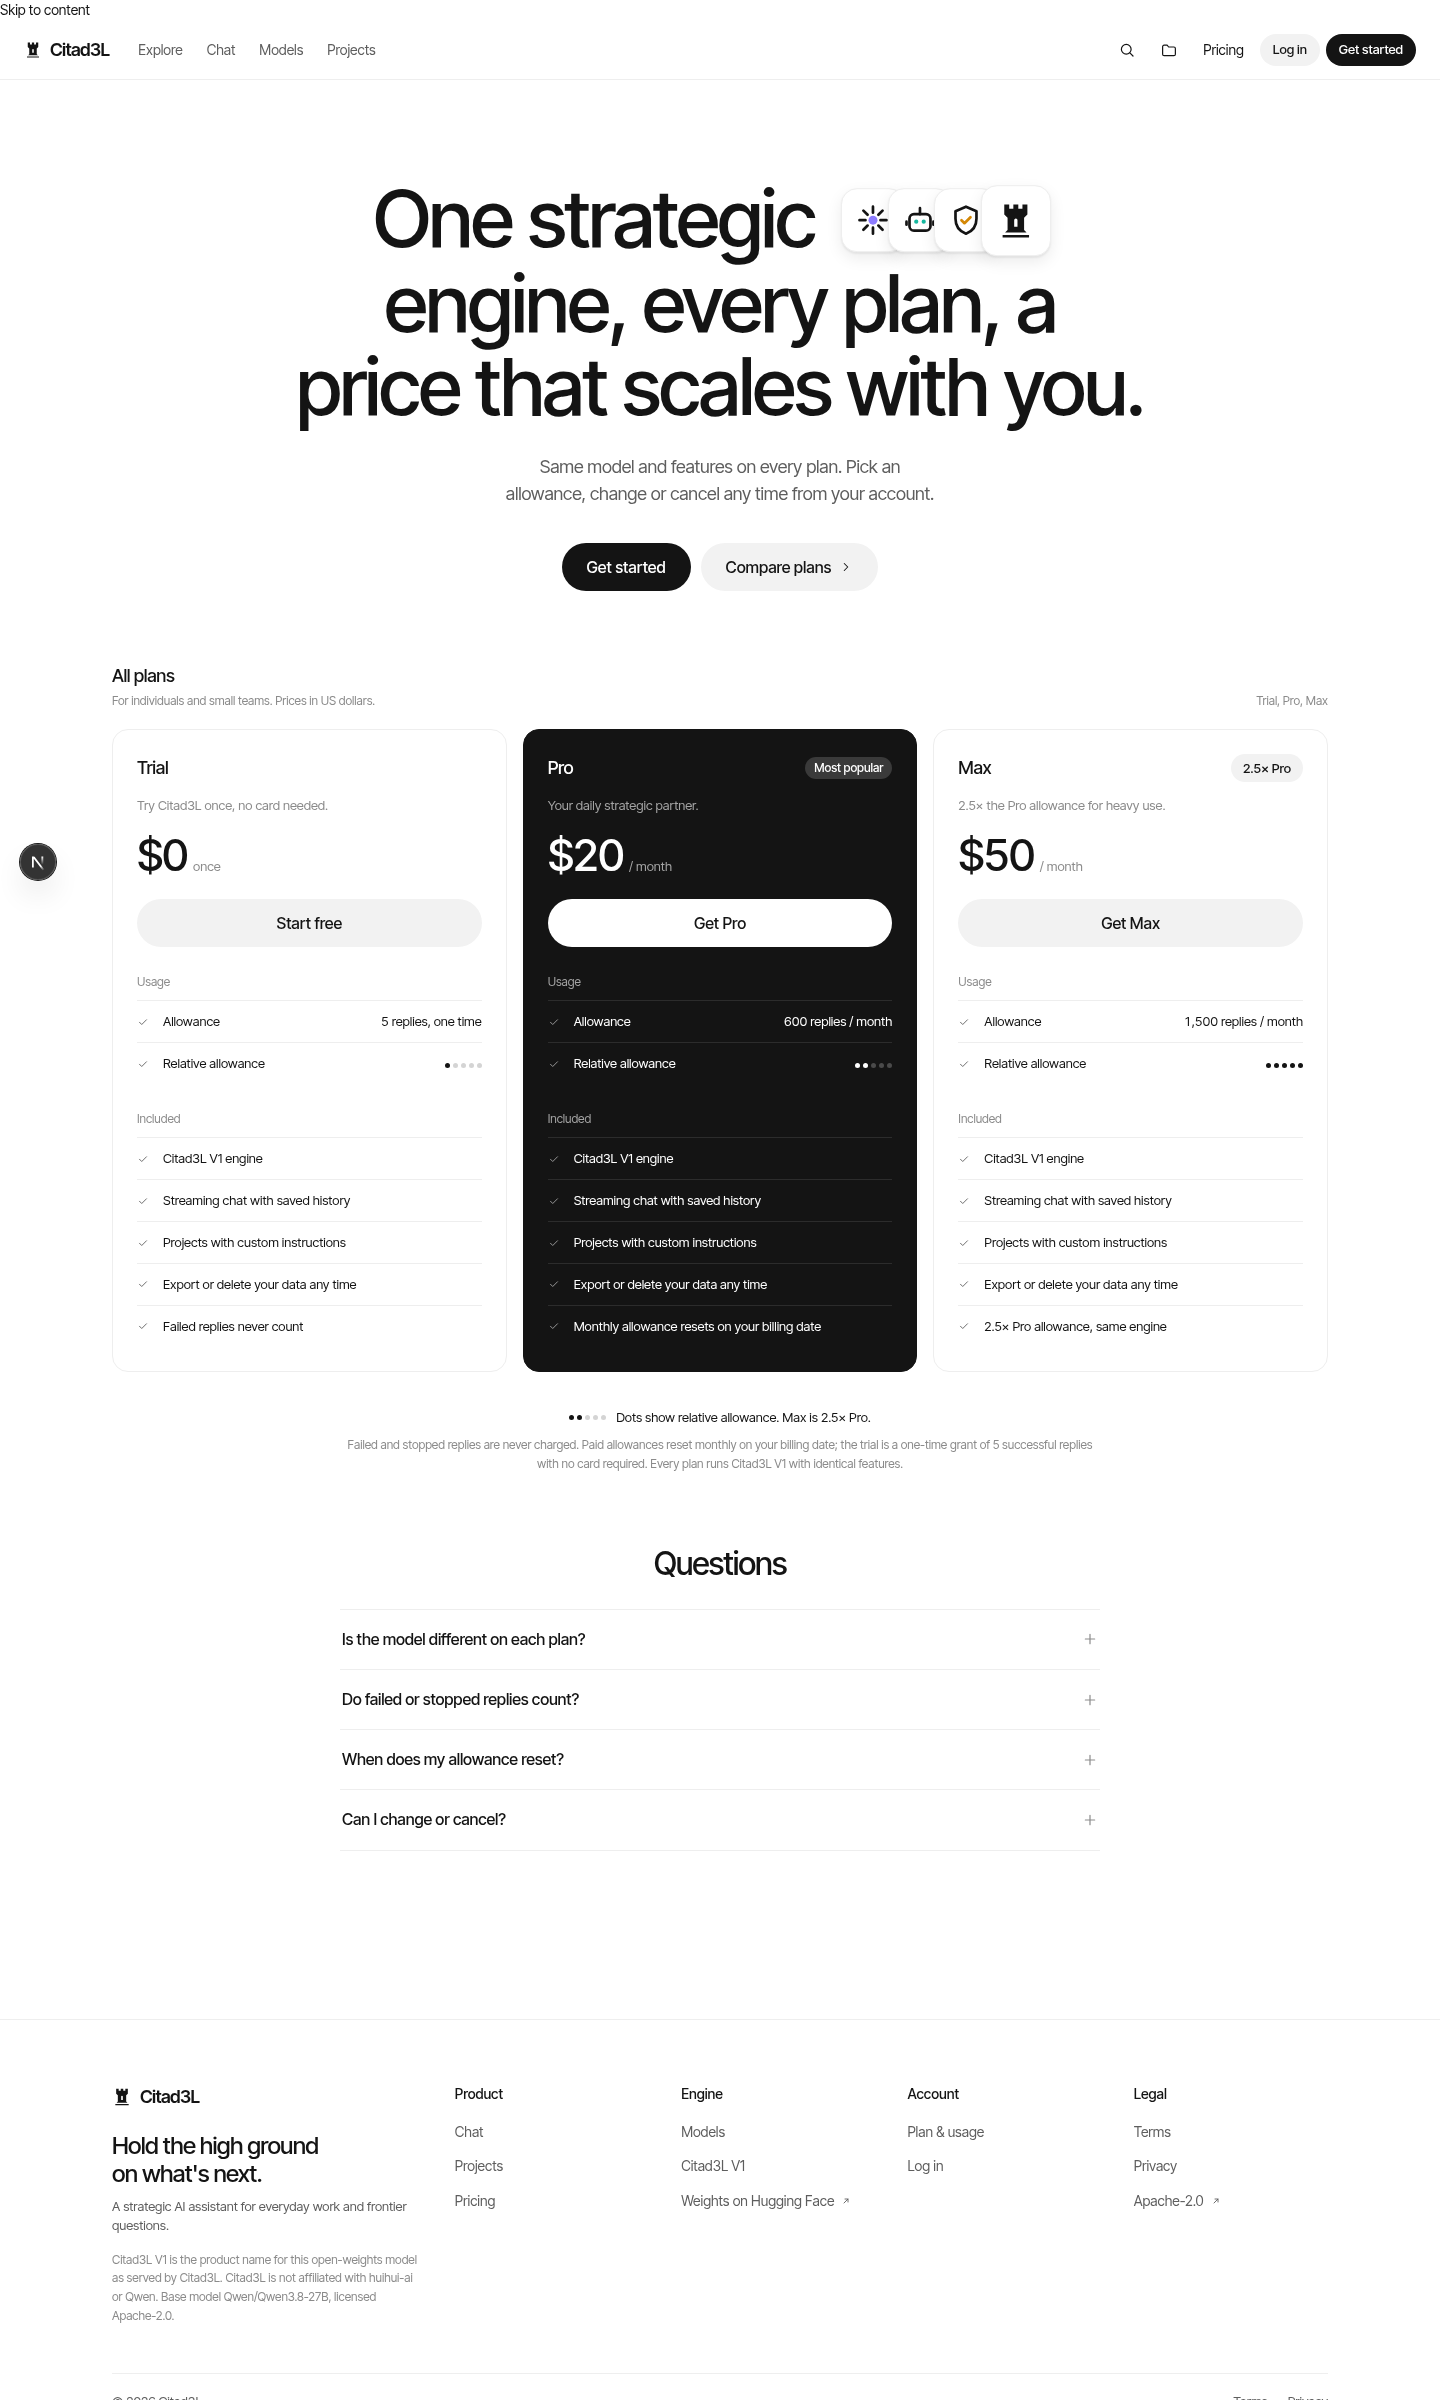 Skip to content
Citad3L Explore Chat Models Projects Pricing Log in Get started
One strategic
engine, every plan, a
price that scales with you.
Same model and features on every plan. Pick an
allowance, change or cancel any time from your account.
Get started Compare plans
All plans
For individuals and small teams. Prices in US dollars. Trial, Pro, Max
Trial
Try Citad3L once, no card needed.
$0 once
Start free
Usage
Allowance 5 replies, one time
Relative allowance
Included
Citad3L V1 engine
Streaming chat with saved history
Projects with custom instructions
Export or delete your data any time
Failed replies never count
Pro Most popular
Your daily strategic partner.
$20 / month
Get Pro
Usage
Allowance 600 replies / month
Relative allowance
Included
Citad3L V1 engine
Streaming chat with saved history
Projects with custom instructions
Export or delete your data any time
Monthly allowance resets on your billing date
Max 2.5× Pro
2.5× the Pro allowance for heavy use.
$50 / month
Get Max
Usage
Allowance 1,500 replies / month
Relative allowance
Included
Citad3L V1 engine
Streaming chat with saved history
Projects with custom instructions
Export or delete your data any time
2.5× Pro allowance, same engine
N
Dots show relative allowance. Max is 2.5× Pro.
Failed and stopped replies are never charged. Paid allowances reset monthly on your billing date; the trial is a one-time grant of 5 successful replies
with no card required. Every plan runs Citad3L V1 with identical features.
Questions
Is the model different on each plan?
Do failed or stopped replies count?
When does my allowance reset?
Can I change or cancel?
Citad3L
Hold the high ground
on what's next.
A strategic AI assistant for everyday work and frontier
questions.
Citad3L V1 is the product name for this open-weights model
as served by Citad3L. Citad3L is not affiliated with huihui-ai
or Qwen. Base model Qwen/Qwen3.8-27B, licensed
Apache-2.0.
Product
Chat
Projects
Pricing
Engine
Models
Citad3L V1
Weights on Hugging Face
Account
Plan & usage
Log in
Legal
Terms
Privacy
Apache-2.0
© 2026 Citad3L Terms Privacy